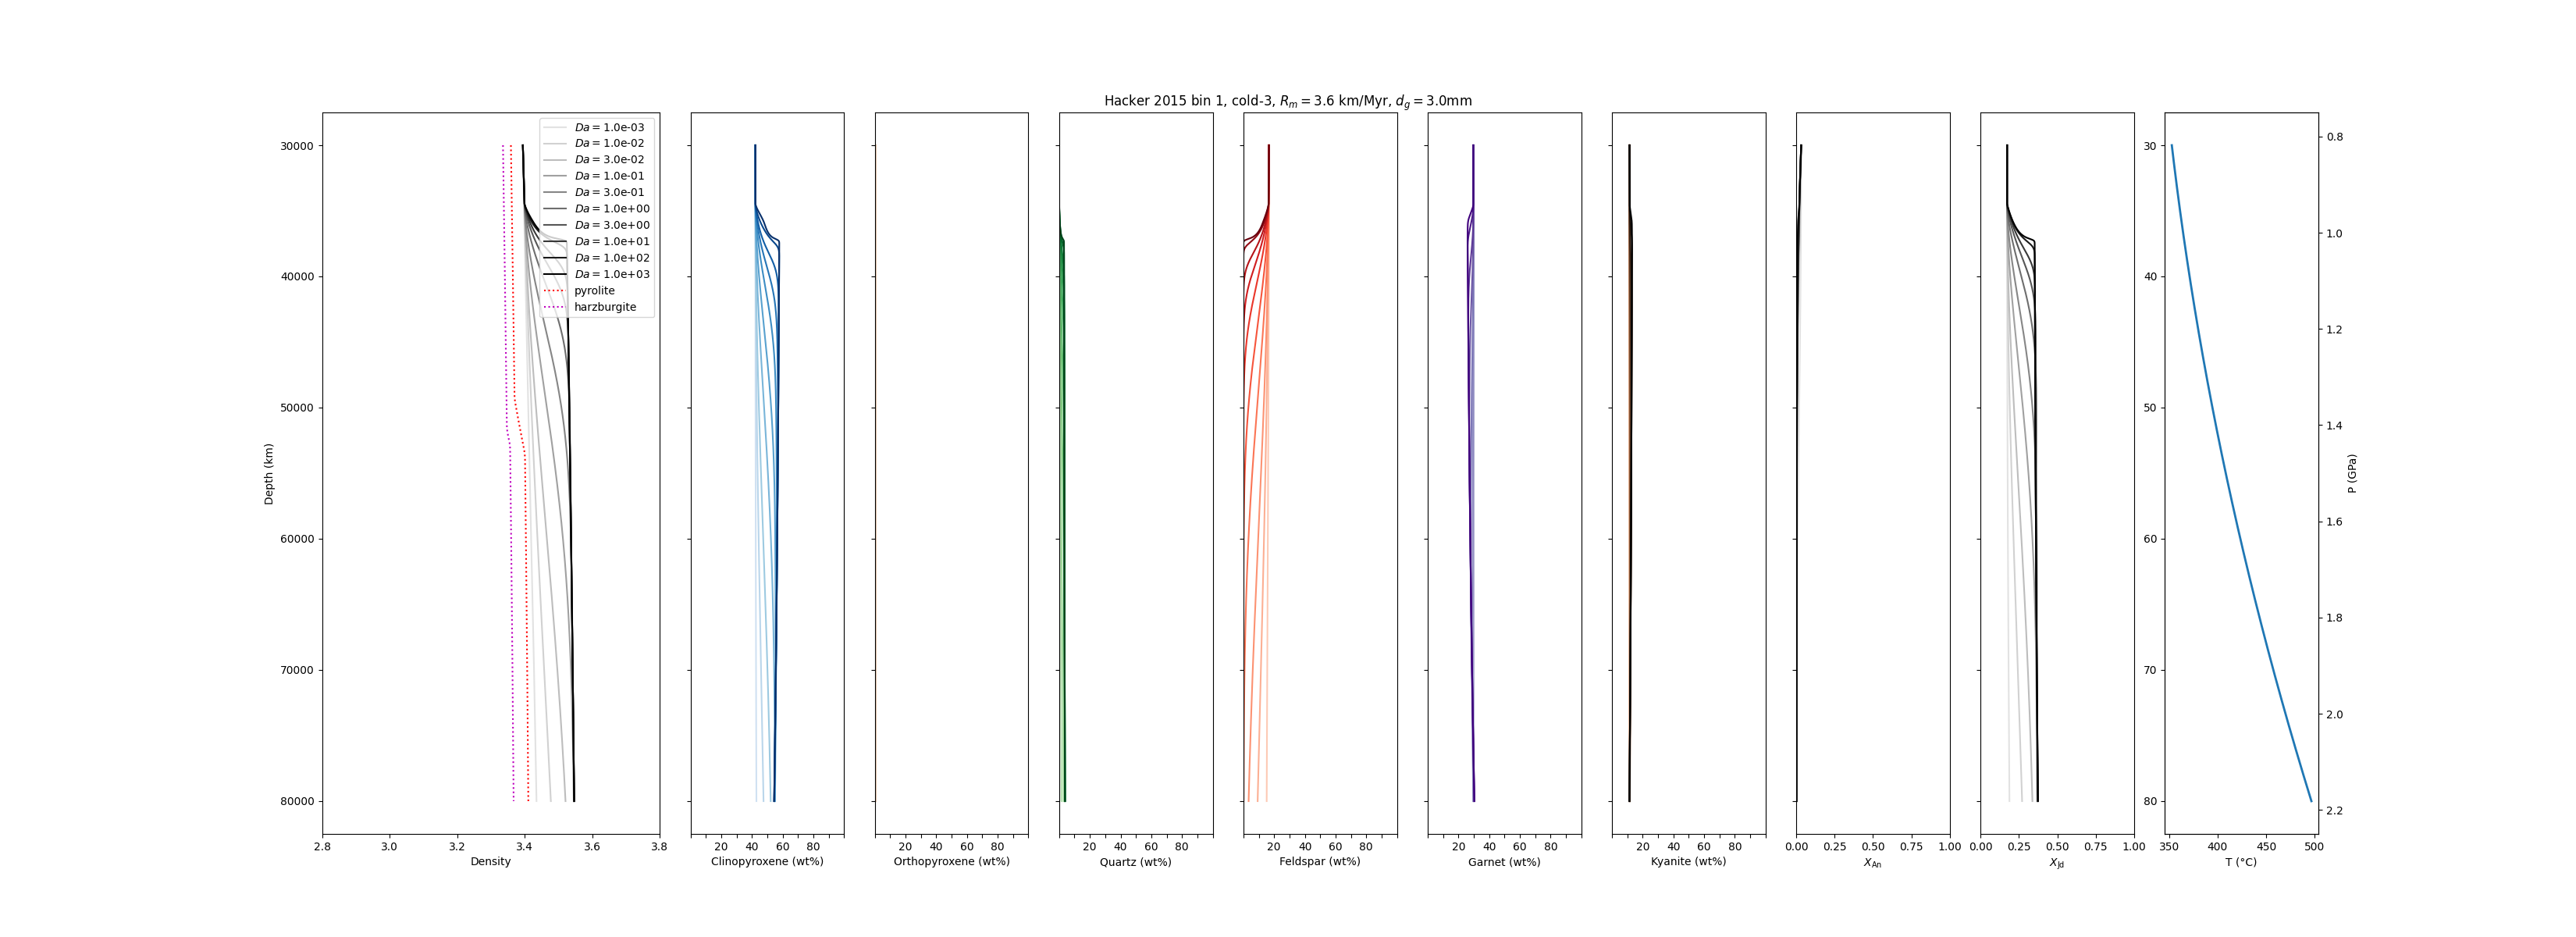 Hacker 2015 bin 1, cold-3, R_m = 3.6 km/Myr, d_g = 3.0mm
Da = 1.0e-03
Da = 1.0e-02
Da = 3.0e-02
Da = 1.0e-01
Da = 3.0e-01
Da = 1.0e+00
Da = 3.0e+00
Da = 1.0e+01
Da = 1.0e+02
Da = 1.0e+03
pyrolite
harzburgite
Depth (km)
30000
40000
50000
60000
70000
80000
2.8 3.0 3.2 3.4 3.6 3.8
Density
20 40 60 80
Clinopyroxene (wt%)
20 40 60 80
Orthopyroxene (wt%)
20 40 60 80
Quartz (wt%)
20 40 60 80
Feldspar (wt%)
20 40 60 80
Garnet (wt%)
20 40 60 80
Kyanite (wt%)
0.00 0.25 0.50 0.75 1.00
X_An
0.00 0.25 0.50 0.75 1.00
X_Jd
30
40
50
60
70
80
350 400 450 500
T (°C)
0.8
1.0
1.2
1.4
1.6
1.8
2.0
2.2
P (GPa)